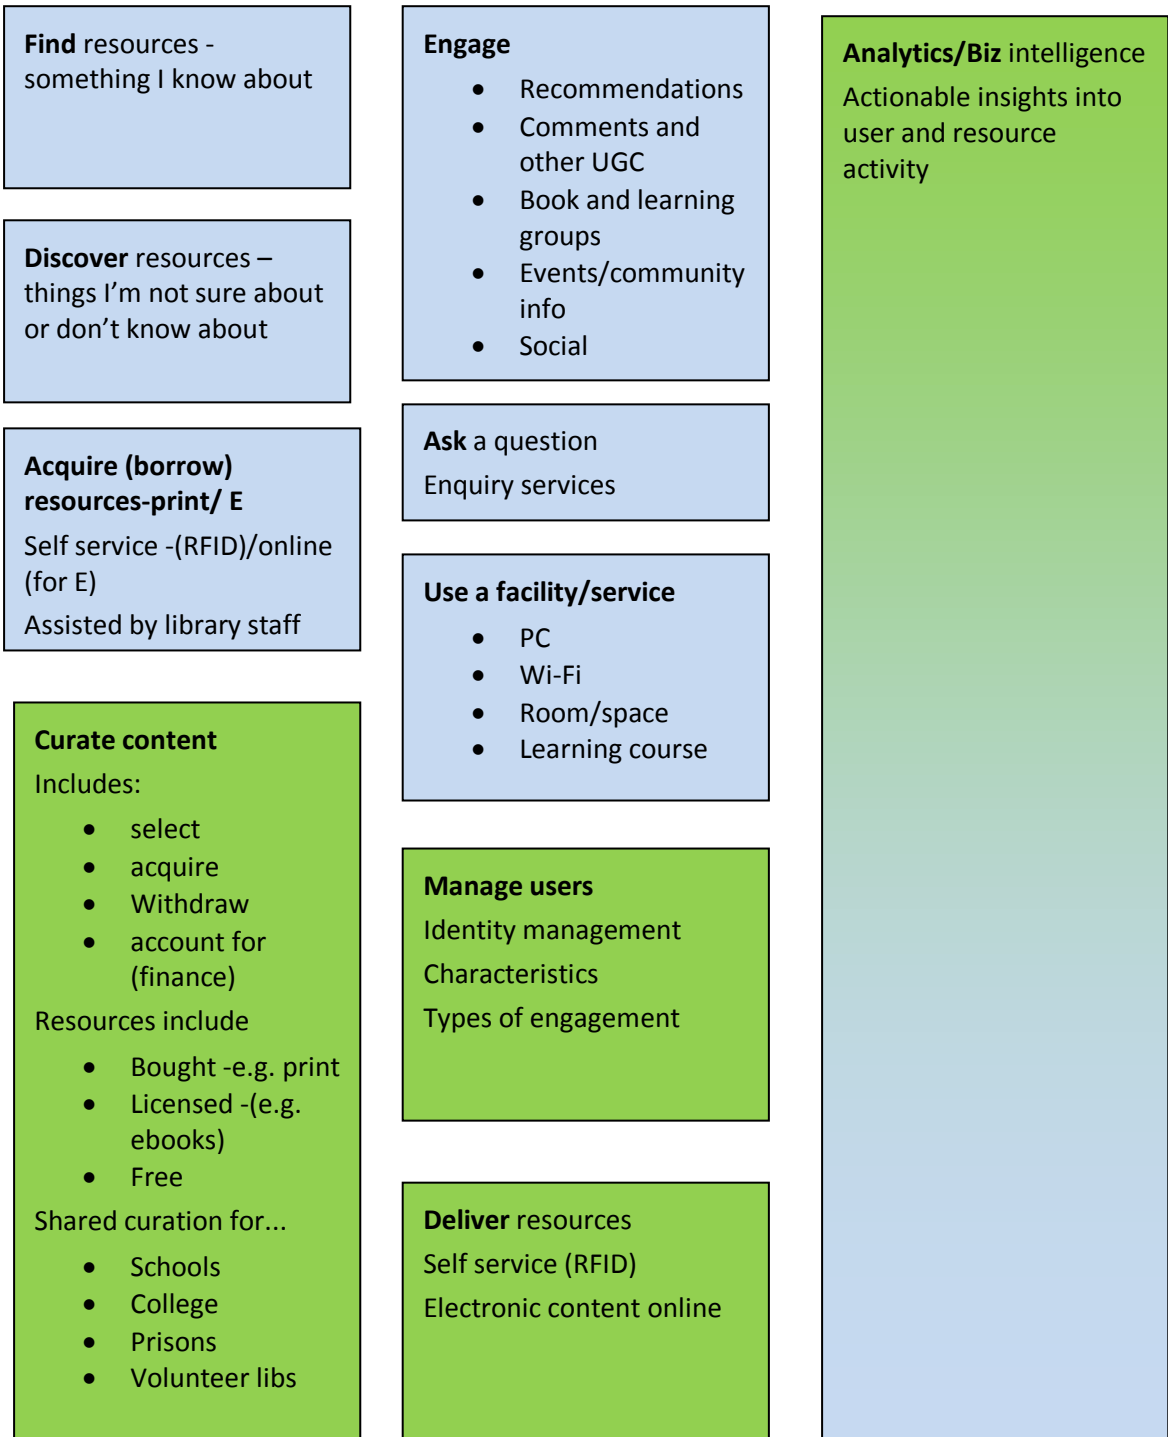 Find resources -
something I know about
Discover resources –
things I'm not sure about
or don't know about
Acquire (borrow)
resources-print/ E
Self service -(RFID)/online
(for E)
Assisted by library staff
Curate content
Includes:
• select
• acquire
• Withdraw
• account for
(finance)
Resources include
• Bought -e.g. print
• Licensed -(e.g.
ebooks)
• Free
Shared curation for...
• Schools
• College
• Prisons
• Volunteer libs
Engage
• Recommendations
• Comments and
other UGC
• Book and learning
groups
• Events/community
info
• Social
Ask a question
Enquiry services
Use a facility/service
• PC
• Wi-Fi
• Room/space
• Learning course
Manage users
Identity management
Characteristics
Types of engagement
Deliver resources
Self service (RFID)
Electronic content online
Analytics/Biz intelligence
Actionable insights into
user and resource
activity